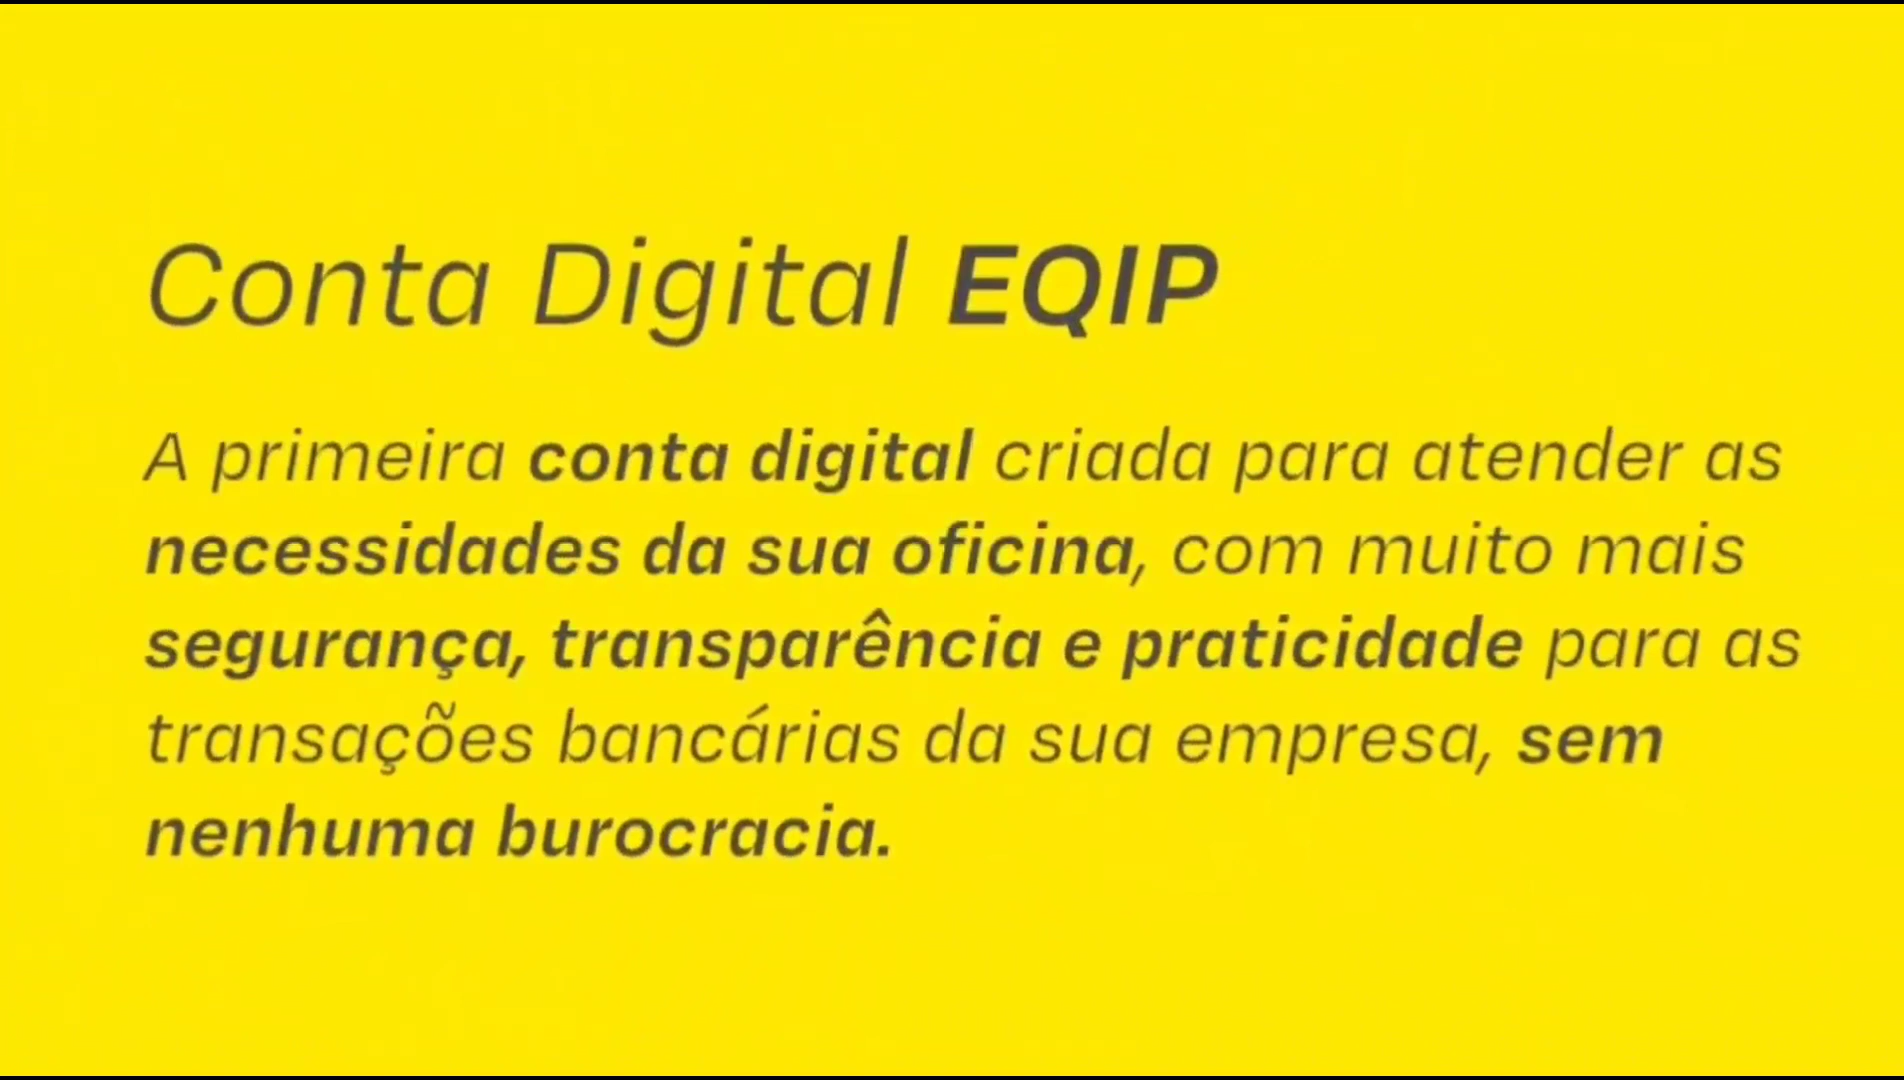 Conta Digital EQIP
A primeira conta digital criada para atender as
necessidades da sua oficina, com muito mais
segurança, transparência e praticidade para as
transações bancárias da sua empresa, sem
nenhuma burocracia.